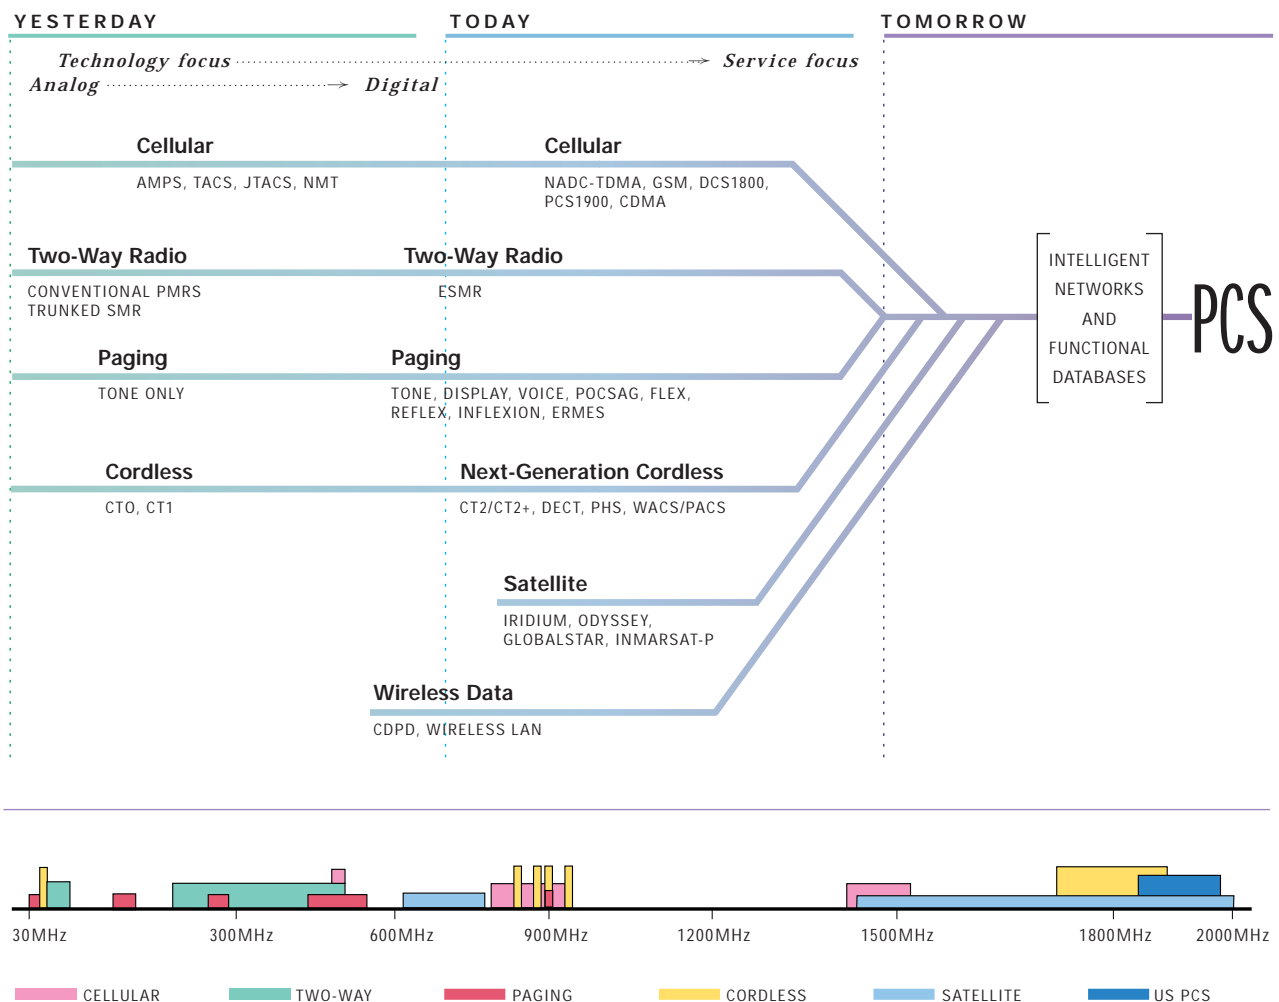 YESTERDAY
TODAY
TOMORROW
Technology focus
Service focus
Analog
Digital
Cellular
AMPS, TACS, JTACS, NMT
Cellular
NADC-TDMA, GSM, DCS1800,
PCS1900, CDMA
Two-Way Radio
CONVENTIONAL PMRS
TRUNKED SMR
Two-Way Radio
ESMR
Paging
TONE ONLY
Paging
TONE, DISPLAY, VOICE, POCSAG, FLEX,
REFLEX, INFLEXION, ERMES
Cordless
CTO, CT1
Next-Generation Cordless
CT2/CT2+, DECT, PHS, WACS/PACS
Satellite
IRIDIUM, ODYSSEY,
GLOBALSTAR, INMARSAT-P
Wireless Data
CDPD, WIRELESS LAN
INTELLIGENT
NETWORKS
AND
FUNCTIONAL
DATABASES
PCS
30MHz
300MHz
600MHz
900MHz
1200MHz
1500MHz
1800MHz
2000MHz
CELLULAR
TWO-WAY
PAGING
CORDLESS
SATELLITE
US PCS